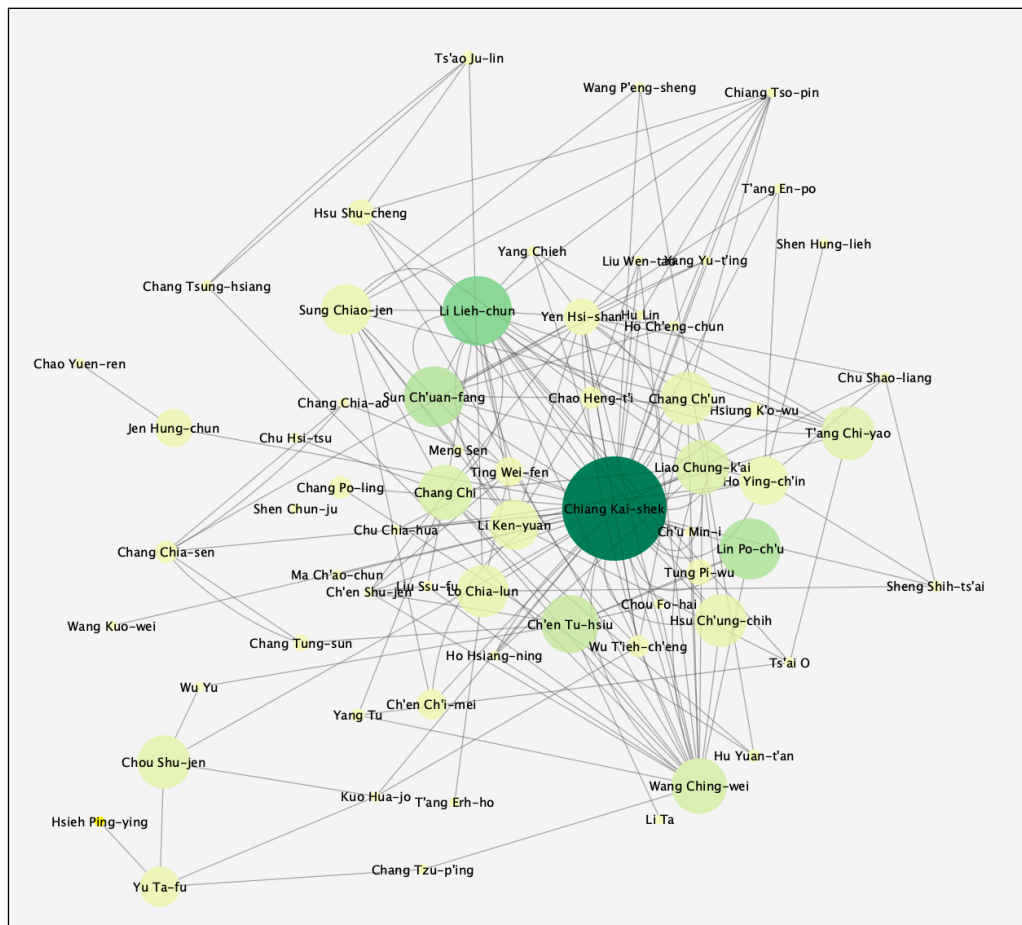 Ts'ao Ju-lin
Wang P'eng-sheng
Chiang Tso-pin
T'ang En-po
Hsu Shu-cheng
Shen Hung-lieh
Yang Chieh
Liu Wen-tao
Yang Yu-t'ing
Chang Tsung-hsiang
Sung Chiao-jen
Li Lieh-chun
Yen Hsi-shan
Hu Lin
Ho Ch'eng-chun
Chao Yuen-ren
Chu Shao-liang
Sun Ch'uan-fang
Chao Heng-t'i
Chang Ch'un
Chang Chia-ao
Hsiung K'o-wu
Jen Hung-chun
T'ang Chi-yao
Chu Hsi-tsu
Meng Sen
Liao Chung-k'ai
Ting Wei-fen
Ho Ying-ch'in
Chang Po-ling
Chang Chi
Shen Chun-ju
Chiang Kai-shek
Li Ken-yuan
Chu Chia-hua
Ch'u Min-i
Lin Po-ch'u
Chang Chia-sen
Tung Pi-wu
Ma Ch'ao-chun
Liu Ssu-fu
Sheng Shih-ts'ai
Ch'en Shu-jen
Lo Chia-lun
Chou Fo-hai
Hsu Ch'ung-chih
Wang Kuo-wei
Ch'en Tu-hsiu
Chang Tung-sun
Wu T'ieh-ch'eng
Ho Hsiang-ning
Ts'ai O
Wu Yu
Ch'en Ch'i-mei
Yang Tu
Hu Yuan-t'an
Chou Shu-jen
Wang Ching-wei
Kuo Hua-jo
T'ang Erh-ho
Li Ta
Hsieh Ping-ying
Chang Tzu-p'ing
Yu Ta-fu